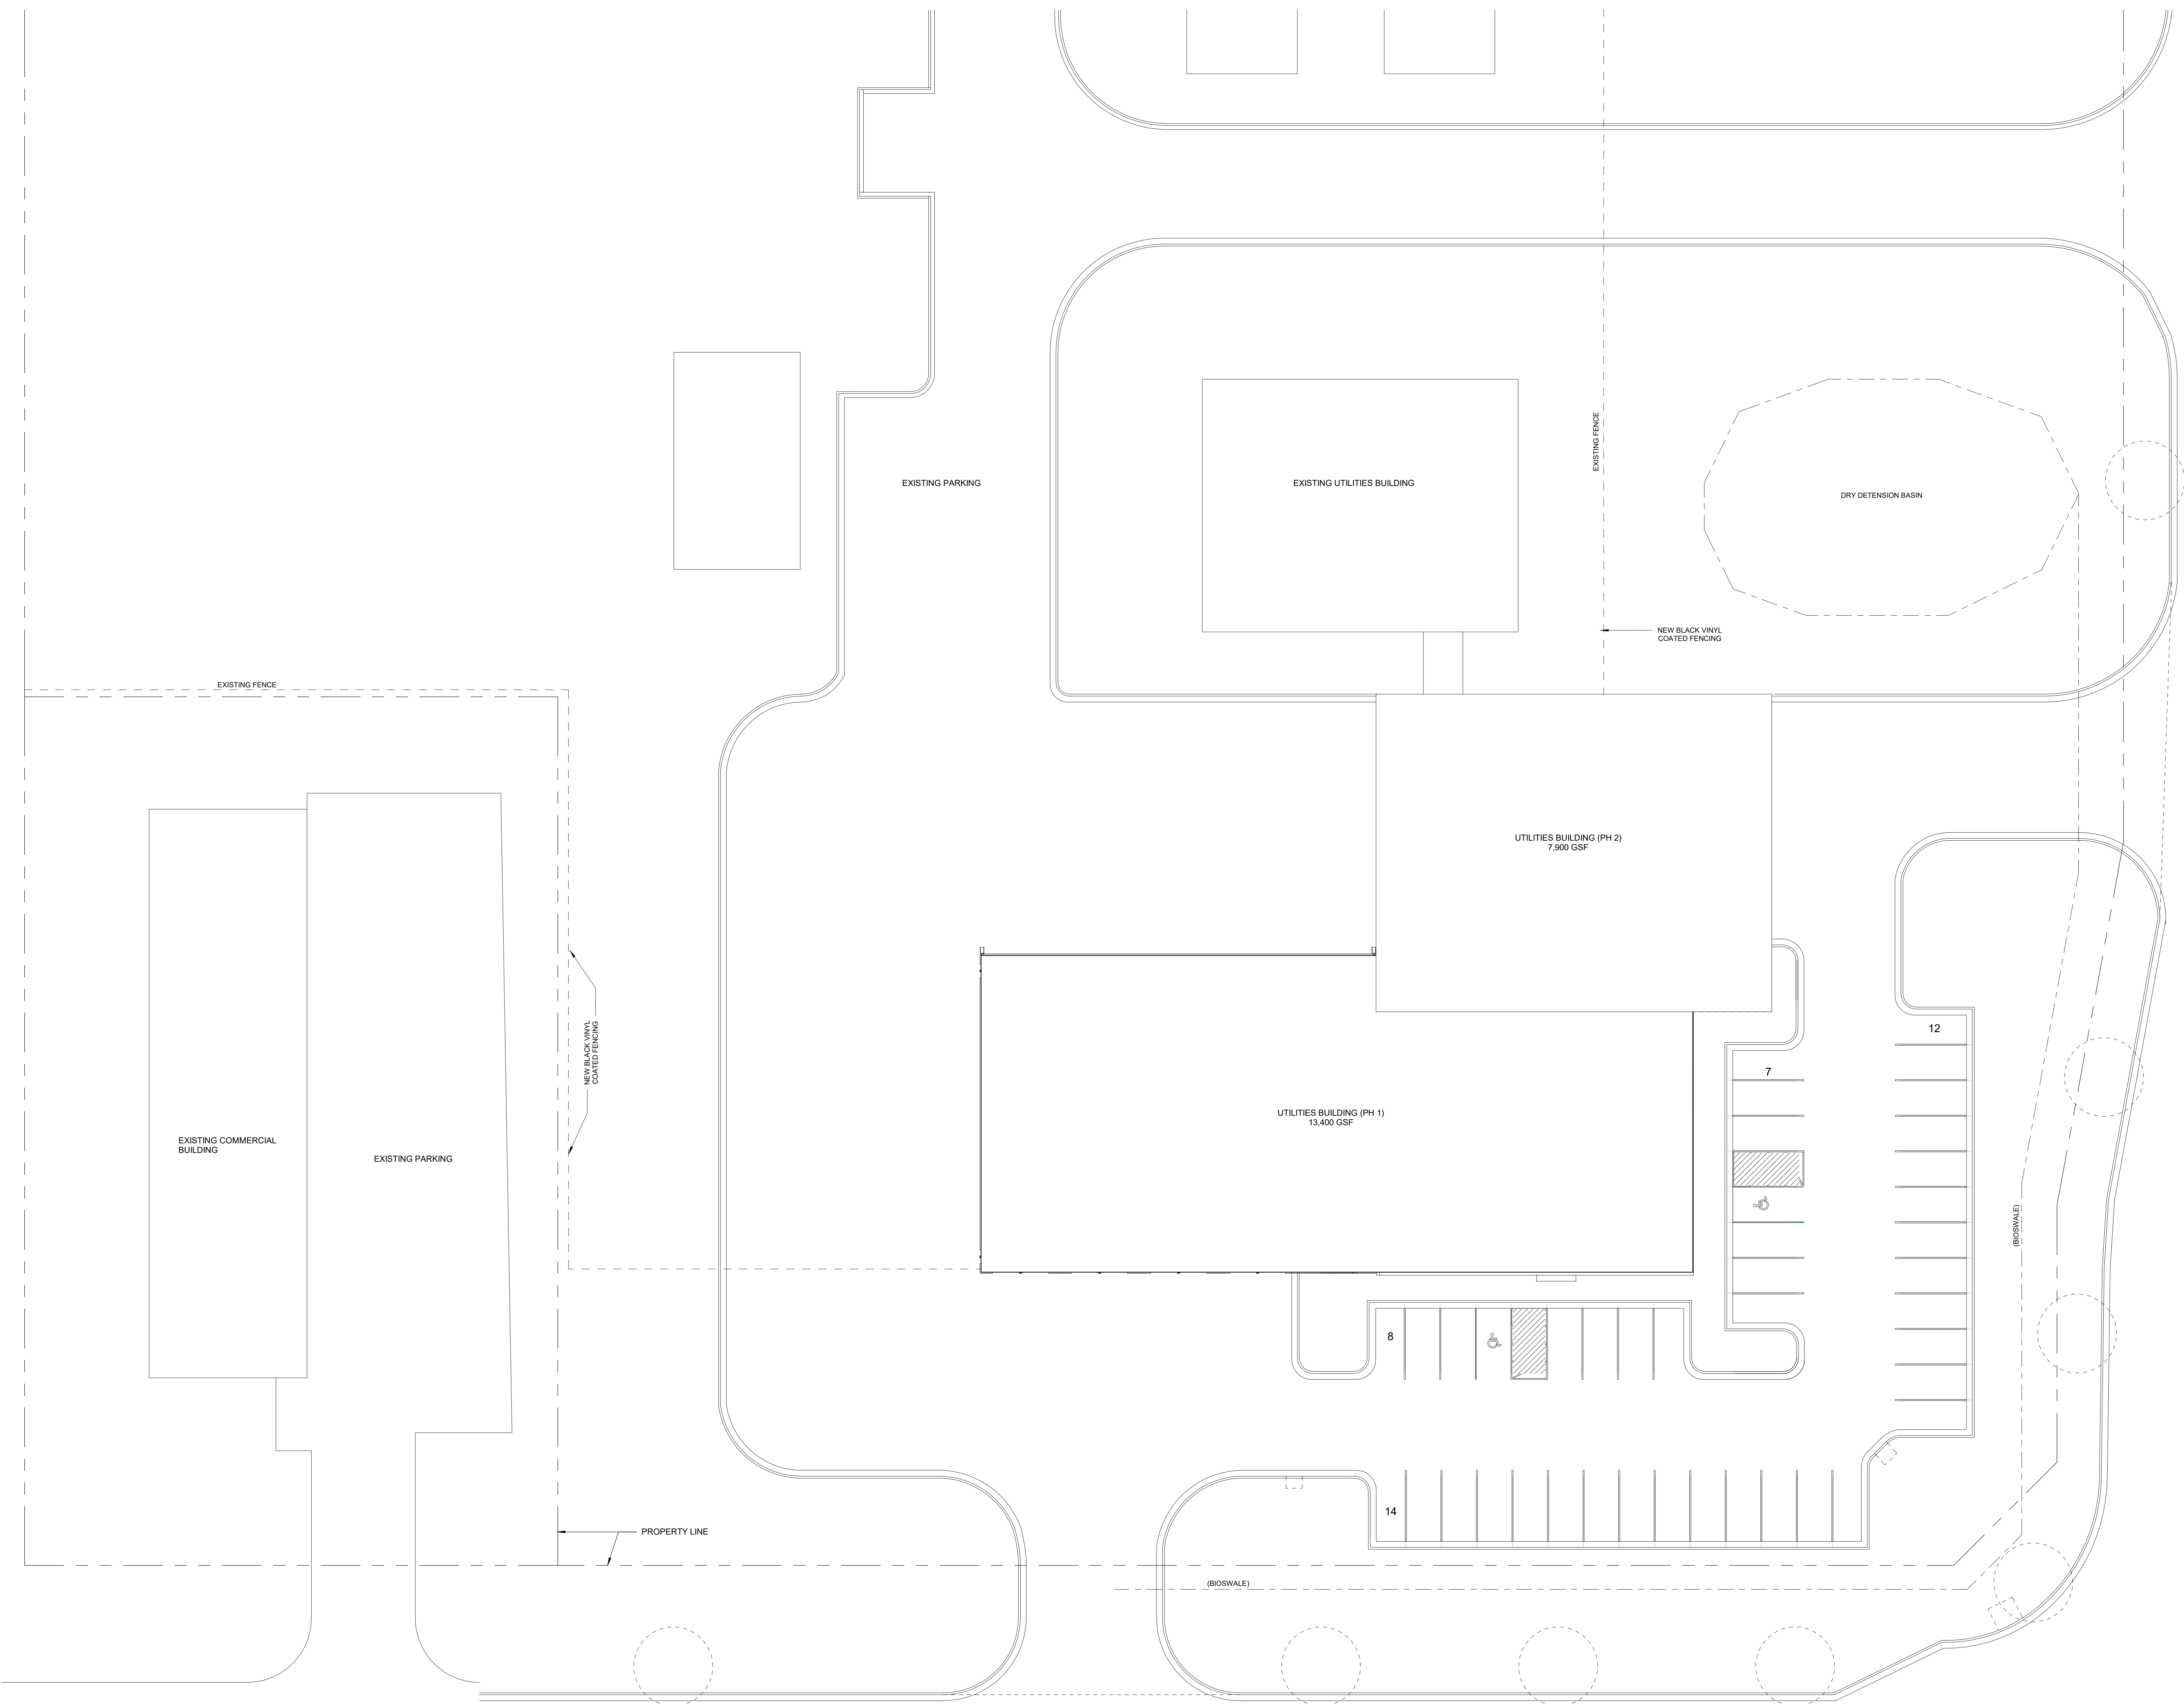 EXISTING FENCE
EXISTING PARKING
EXISTING UTILITIES BUILDING
DRY DETENSION BASIN
NEW BLACK VINYL
COATED FENCING
EXISTING FENCE
UTILITIES BUILDING (PH 2)
7,900 GSF
12
7
NEW BLACK VINYL
COATED FENCING
UTILITIES BUILDING (PH 1)
13,400 GSF
EXISTING COMMERCIAL
BUILDING
EXISTING PARKING
(BIOSWALE)
8
14
PROPERTY LINE
(BIOSWALE)